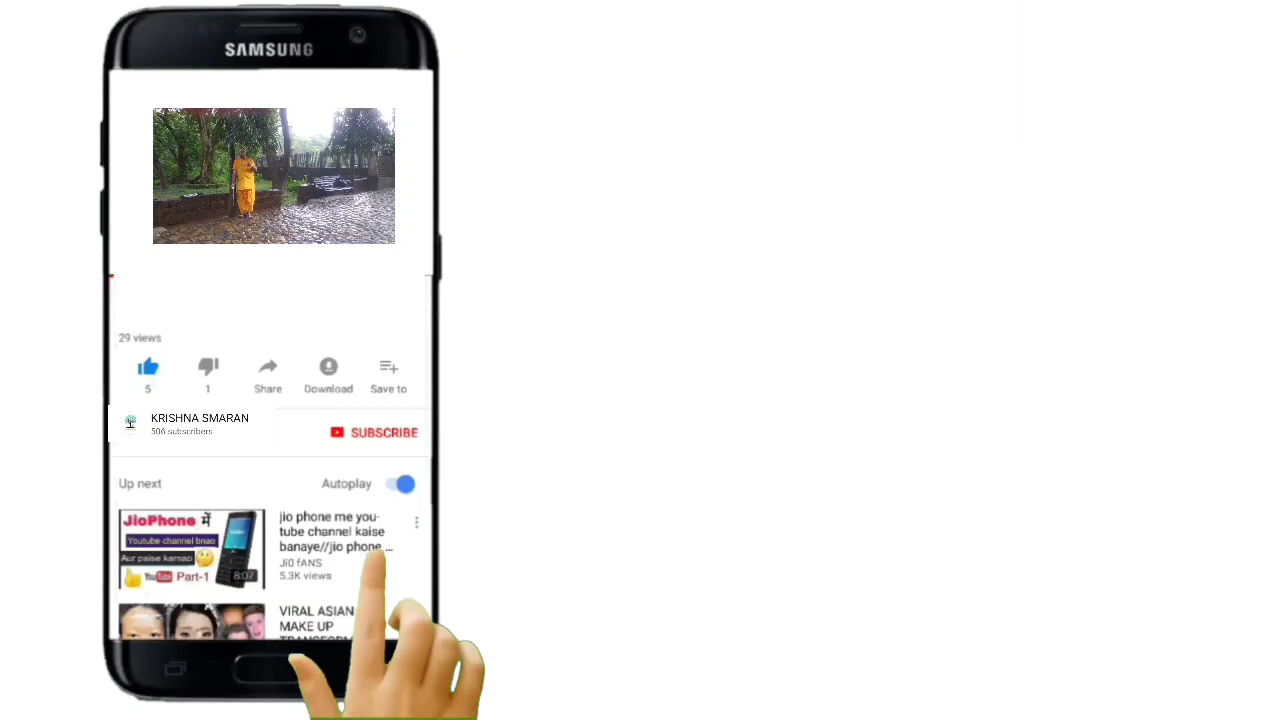 SAMSUNG
29 views
5
1
Share
Download
Save to
KRISHNA SMARAN
506 subscribers
SUBSCRIBE
Up next
Autoplay
JioPhone में
Youtube channel bnao
Aur paise kamao
YouTube Part-1
8:07
jio phone me you-
tube channel kaise
banaye//jio phone ...
Ji0 fANS
5.3K views
VIRAL ASIAN
MAKE UP